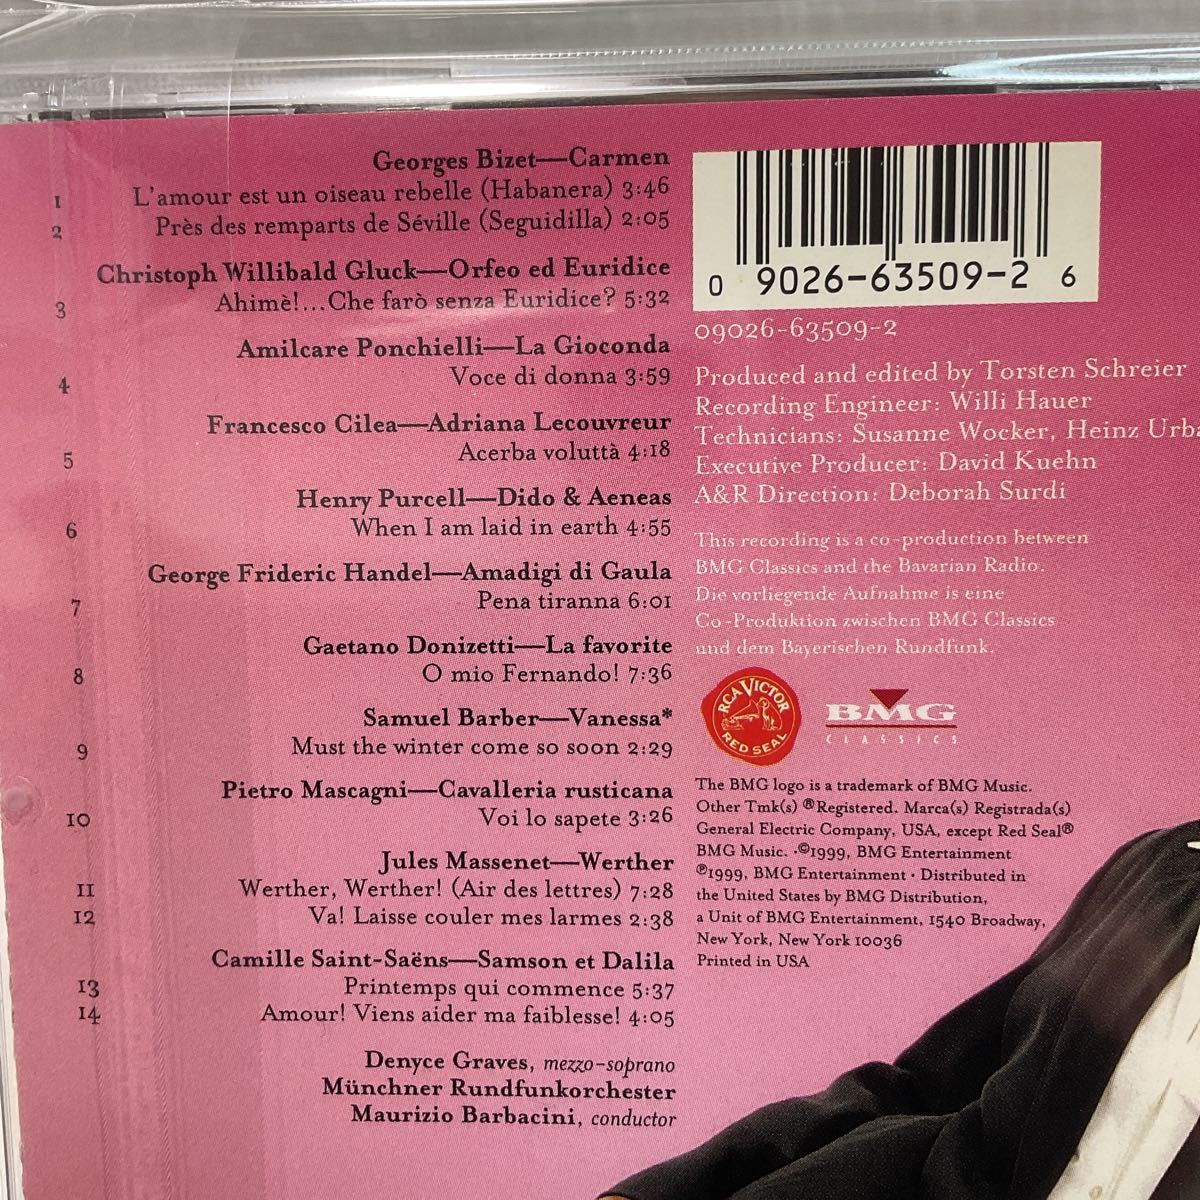 Georges Bizet—Carmen
1 L'amour est un oiseau rebelle (Habanera) 3:46
2 Près des remparts de Séville (Seguidilla) 2:05
Christoph Willibald Gluck—Orfeo ed Euridice
3 Ahimè!...Che farò senza Euridice? 5:32
Amilcare Ponchielli—La Gioconda
4 Voce di donna 3:59
Francesco Cilea—Adriana Lecouvreur
5 Acerba voluttà 4:18
Henry Purcell—Dido & Aeneas
6 When I am laid in earth 4:55
George Frideric Handel—Amadigi di Gaula
7 Pena tiranna 6:01
Gaetano Donizetti—La favorite
8 O mio Fernando! 7:36
Samuel Barber—Vanessa*
9 Must the winter come so soon 2:29
Pietro Mascagni—Cavalleria rusticana
10 Voi lo sapete 3:26
Jules Massenet—Werther
11 Werther, Werther! (Air des lettres) 7:28
12 Va! Laisse couler mes larmes 2:38
Camille Saint-Saëns—Samson et Dalila
13 Printemps qui commence 5:37
14 Amour! Viens aider ma faiblesse! 4:05
Denyce Graves, mezzo-soprano
Münchner Rundfunkorchester
Maurizio Barbacini, conductor
0 9026-63509-2 6
09026-63509-2
Produced and edited by Torsten Schreier
Recording Engineer: Willi Hauer
Technicians: Susanne Wocker, Heinz
Executive Producer: David Kuehn
A&R Direction: Deborah Surdi
This recording is a co-production between
BMG Classics and the Bavarian Radio.
Die vorliegende Aufnahme is eine
Co-Produktion zwischen BMG Classics
und dem Bayerischen Rundfunk.
RCA VICTOR
RED SEAL
BMG
CLASSICS
The BMG logo is a trademark of BMG Music.
Other Tmk(s) ®Registered. Marca(s) Registrada(s)
General Electric Company, USA, except Red Seal®
BMG Music. ·©1999, BMG Entertainment
℗1999, BMG Entertainment · Distributed in
the United States by BMG Distribution,
a Unit of BMG Entertainment, 1540 Broadway,
New York, New York 10036
Printed in USA